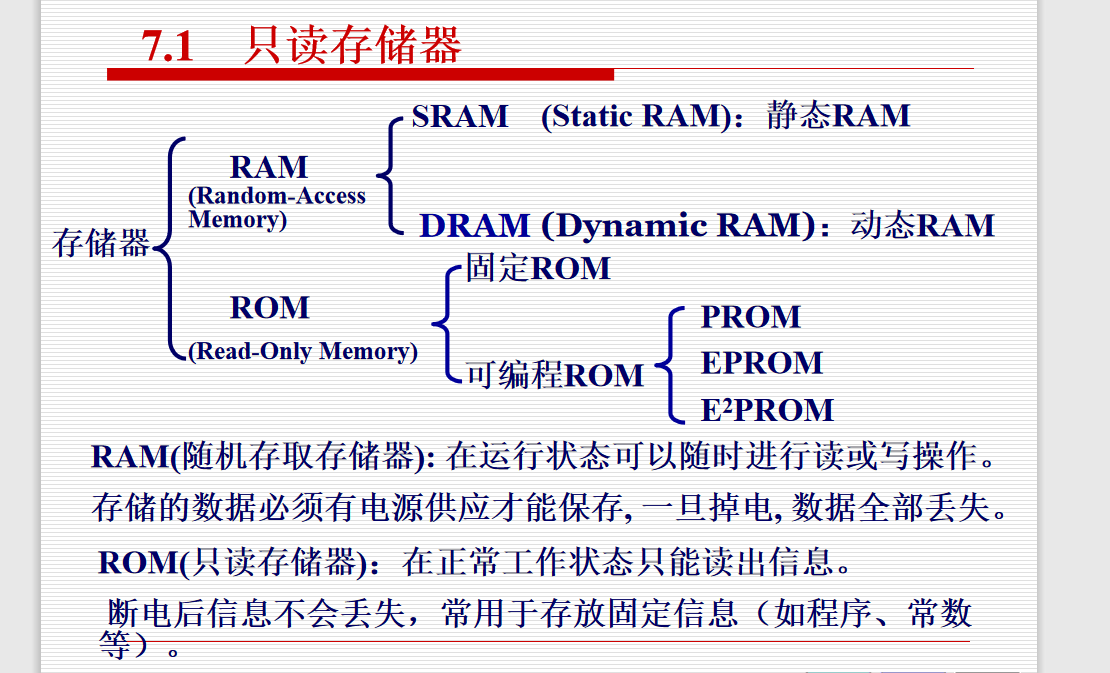 7.1 只读存储器
SRAM (Static RAM)：静态RAM
RAM
(Random-Access
Memory)
DRAM (Dynamic RAM)：动态RAM
存储器
固定ROM
ROM
(Read-Only Memory)
可编程ROM
PROM
EPROM
E²PROM
RAM(随机存取存储器): 在运行状态可以随时进行读或写操作。
存储的数据必须有电源供应才能保存, 一旦掉电, 数据全部丢失。
ROM(只读存储器)：在正常工作状态只能读出信息。
断电后信息不会丢失，常用于存放固定信息（如程序、常数
等）。